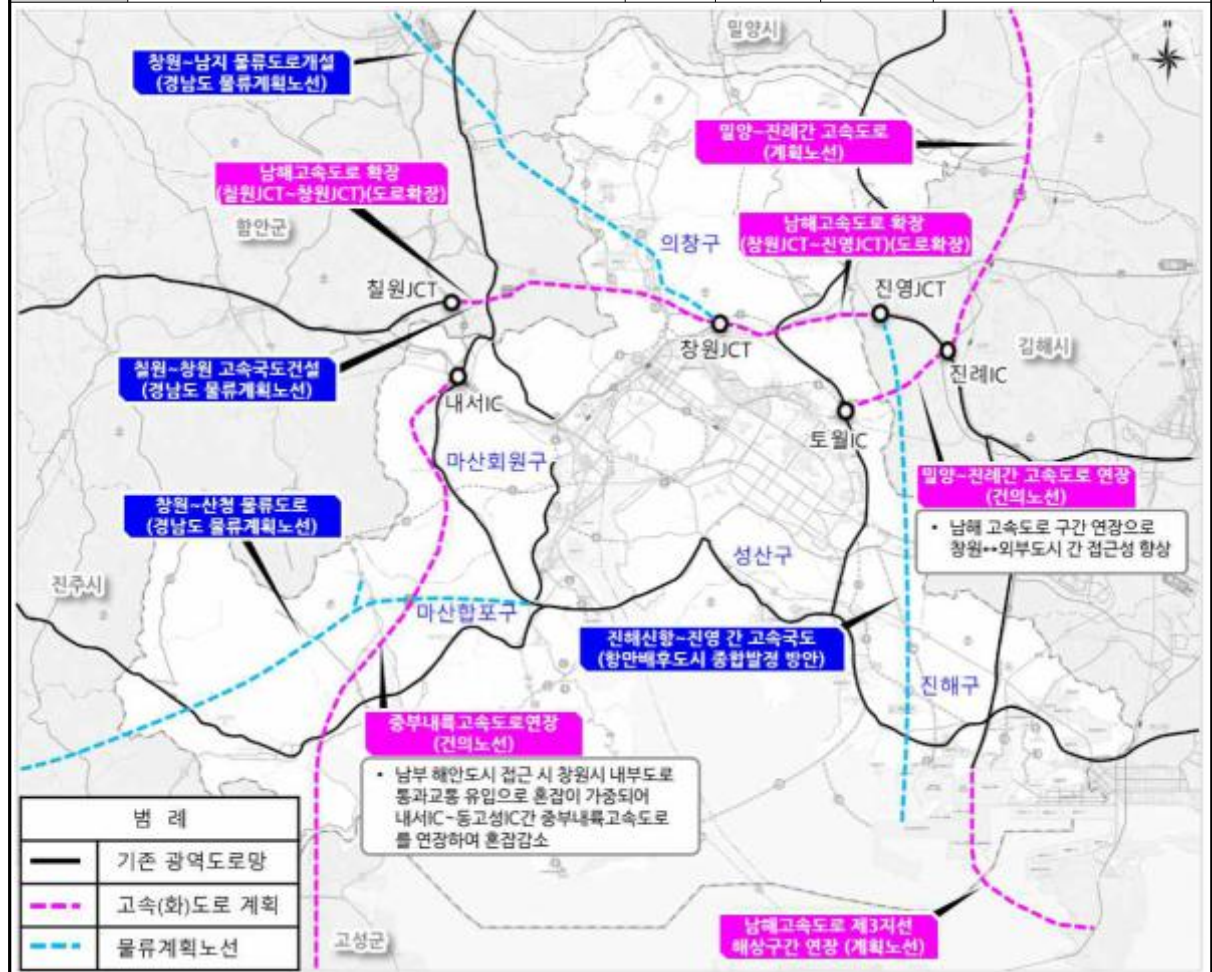 밀양시
창원~남지 물류도로개설
(경남도 물류계획노선)
밀양~진례간 고속도로
(계획노선)
남해고속도로 확장
(칠원JCT~창원JCT)(도로확장)
함안군
남해고속도로 확장
(창원JCT~진영JCT)(도로확장)
의창구
칠원JCT
진영JCT
창원JCT
김해시
칠원~창원 고속국도건설
(경남도 물류계획노선)
진례IC
내서IC
토월IC
마산회원구
밀양~진례간 고속도로 연장
(건의노선)
• 남해 고속도로 구간 연장으로
창원↔외부도시 간 접근성 향상
창원~산청 물류도로
(경남도 물류계획노선)
성산구
진주시
마산합포구
진해신항~진영 간 고속국도
(항만배후도시 종합발전 방안)
진해구
중부내륙고속도로연장
(건의노선)
• 남부 해안도시 접근 시 창원시 내부도로
통과교통 유입으로 혼잡이 가중되어
내서IC~동고성IC간 중부내륙고속도로
를 연장하여 혼잡감소
범 례
기존 광역도로망
고속(화)도로 계획
물류계획노선
고성군
남해고속도로 제3지선
해상구간 연장 (계획노선)